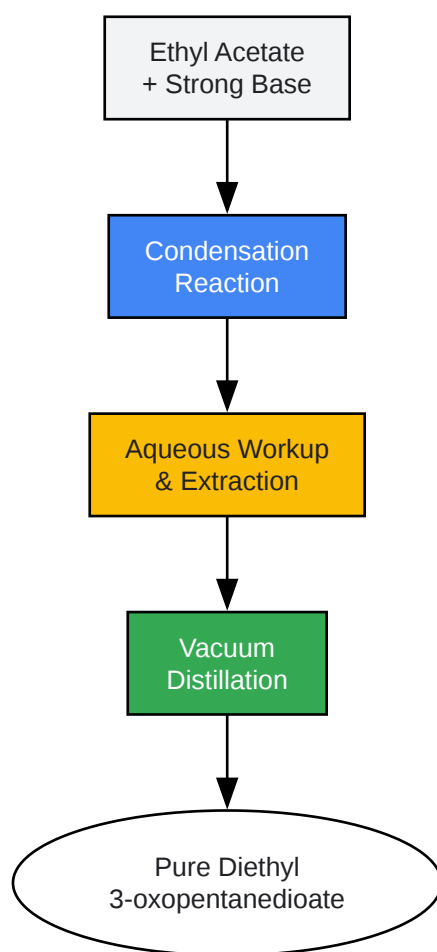 Ethyl Acetate
+ Strong Base
Condensation
Reaction
Aqueous Workup
& Extraction
Vacuum
Distillation
Pure Diethyl
3-oxopentanedioate